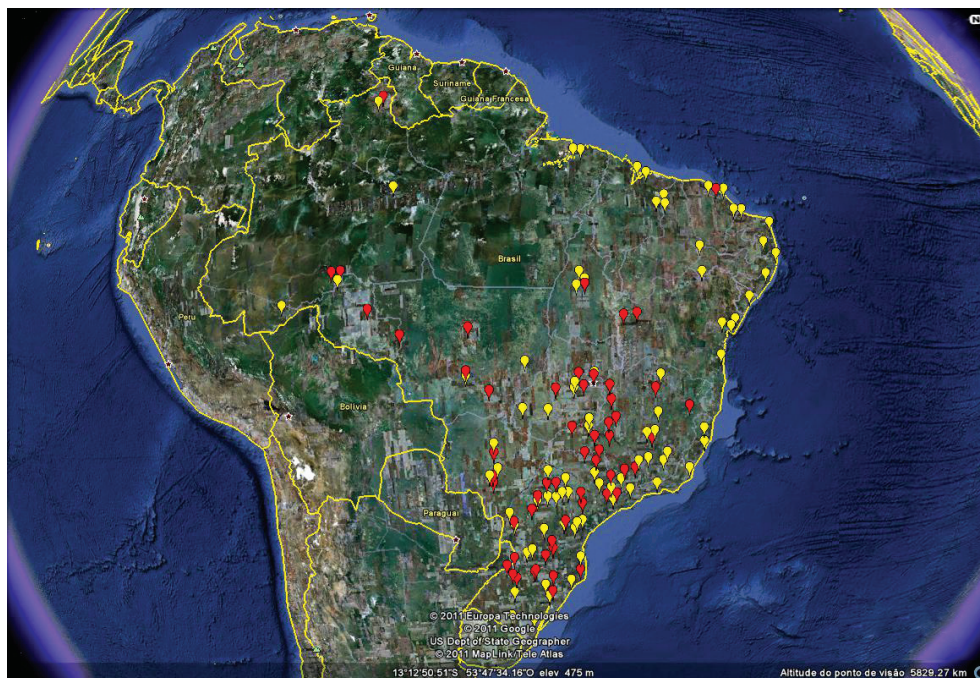 N
Guiana
Suriname
Guiana Francesa
Brasil
Peru
Bolívia
Paraguai
© 2011 Europa Technologies
© 2011 Google
US Dept of State Geographer
© 2011 MapLink/Tele Atlas
13°12'50.51"S 53°47'34.16"O elev 475 m
Altitude do ponto de visão 5829.27 km